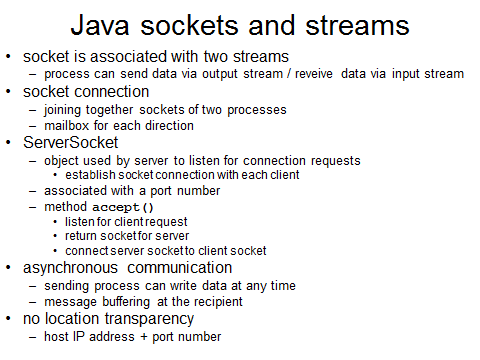 Java sockets and streams
• socket is associated with two streams
– process can send data via output stream / reveive data via input stream
• socket connection
– joining together sockets of two processes
– mailbox for each direction
• ServerSocket
– object used by server to listen for connection requests
• establish socket connection with each client
– associated with a port number
– method accept()
• listen for client request
• return socket for server
• connect server socket to client socket
• asynchronous communication
– sending process can write data at any time
– message buffering at the recipient
• no location transparency
– host IP address + port number